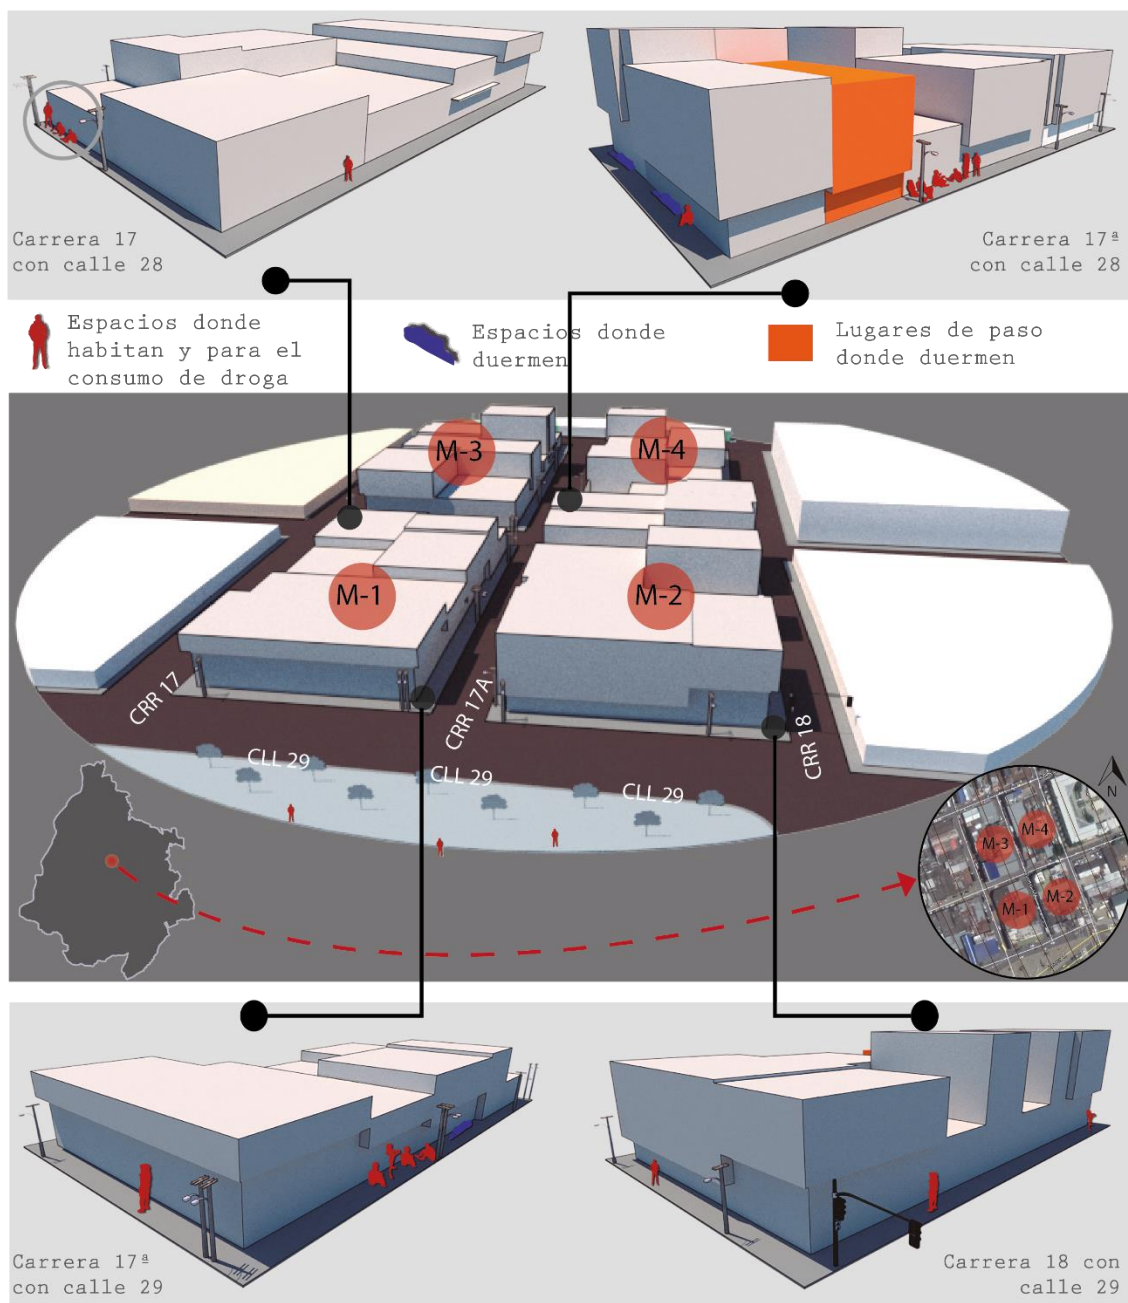 Carrera 17
con calle 28
Carrera 17ª
con calle 28
Espacios donde
habitan y para el
consumo de droga
Espacios donde
duermen
Lugares de paso
donde duermen
M-3
M-4
M-1
M-2
CRR 17
CRR 17A
CRR 18
CLL 29
CLL 29
CLL 29
N
M-4
M-3
M-2
M-1
Carrera 17ª
con calle 29
Carrera 18 con
calle 29